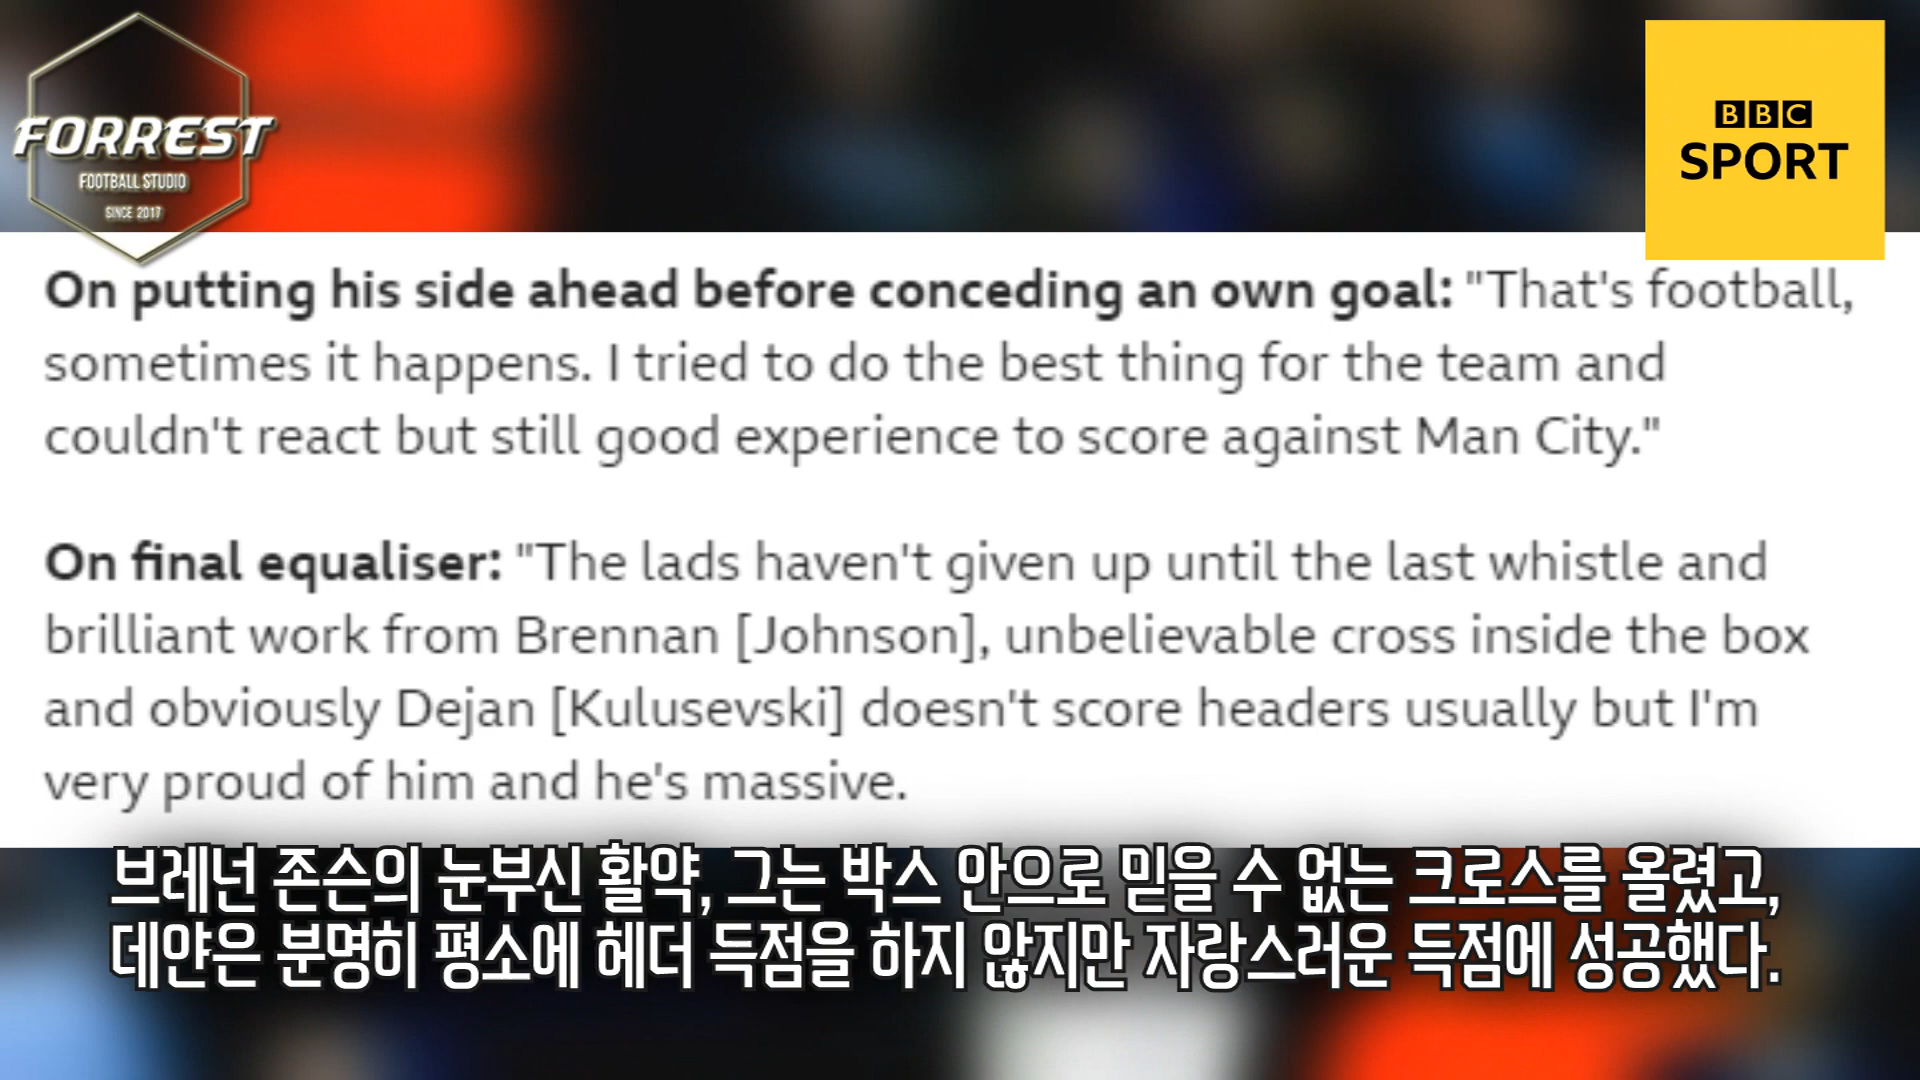 FORREST
FOOTBALL STUDIO
SINCE 2017
BBC
SPORT
On putting his side ahead before conceding an own goal: "That's football,
sometimes it happens. I tried to do the best thing for the team and
couldn't react but still good experience to score against Man City."
On final equaliser: "The lads haven't given up until the last whistle and
brilliant work from Brennan [Johnson], unbelievable cross inside the box
and obviously Dejan [Kulusevski] doesn't score headers usually but I'm
very proud of him and he's massive.
브레넌 존슨의 눈부신 활약, 그는 박스 안으로 믿을 수 없는 크로스를 올렸고,
데얀은 분명히 평소에 헤더 득점을 하지 않지만 자랑스러운 득점에 성공했다.